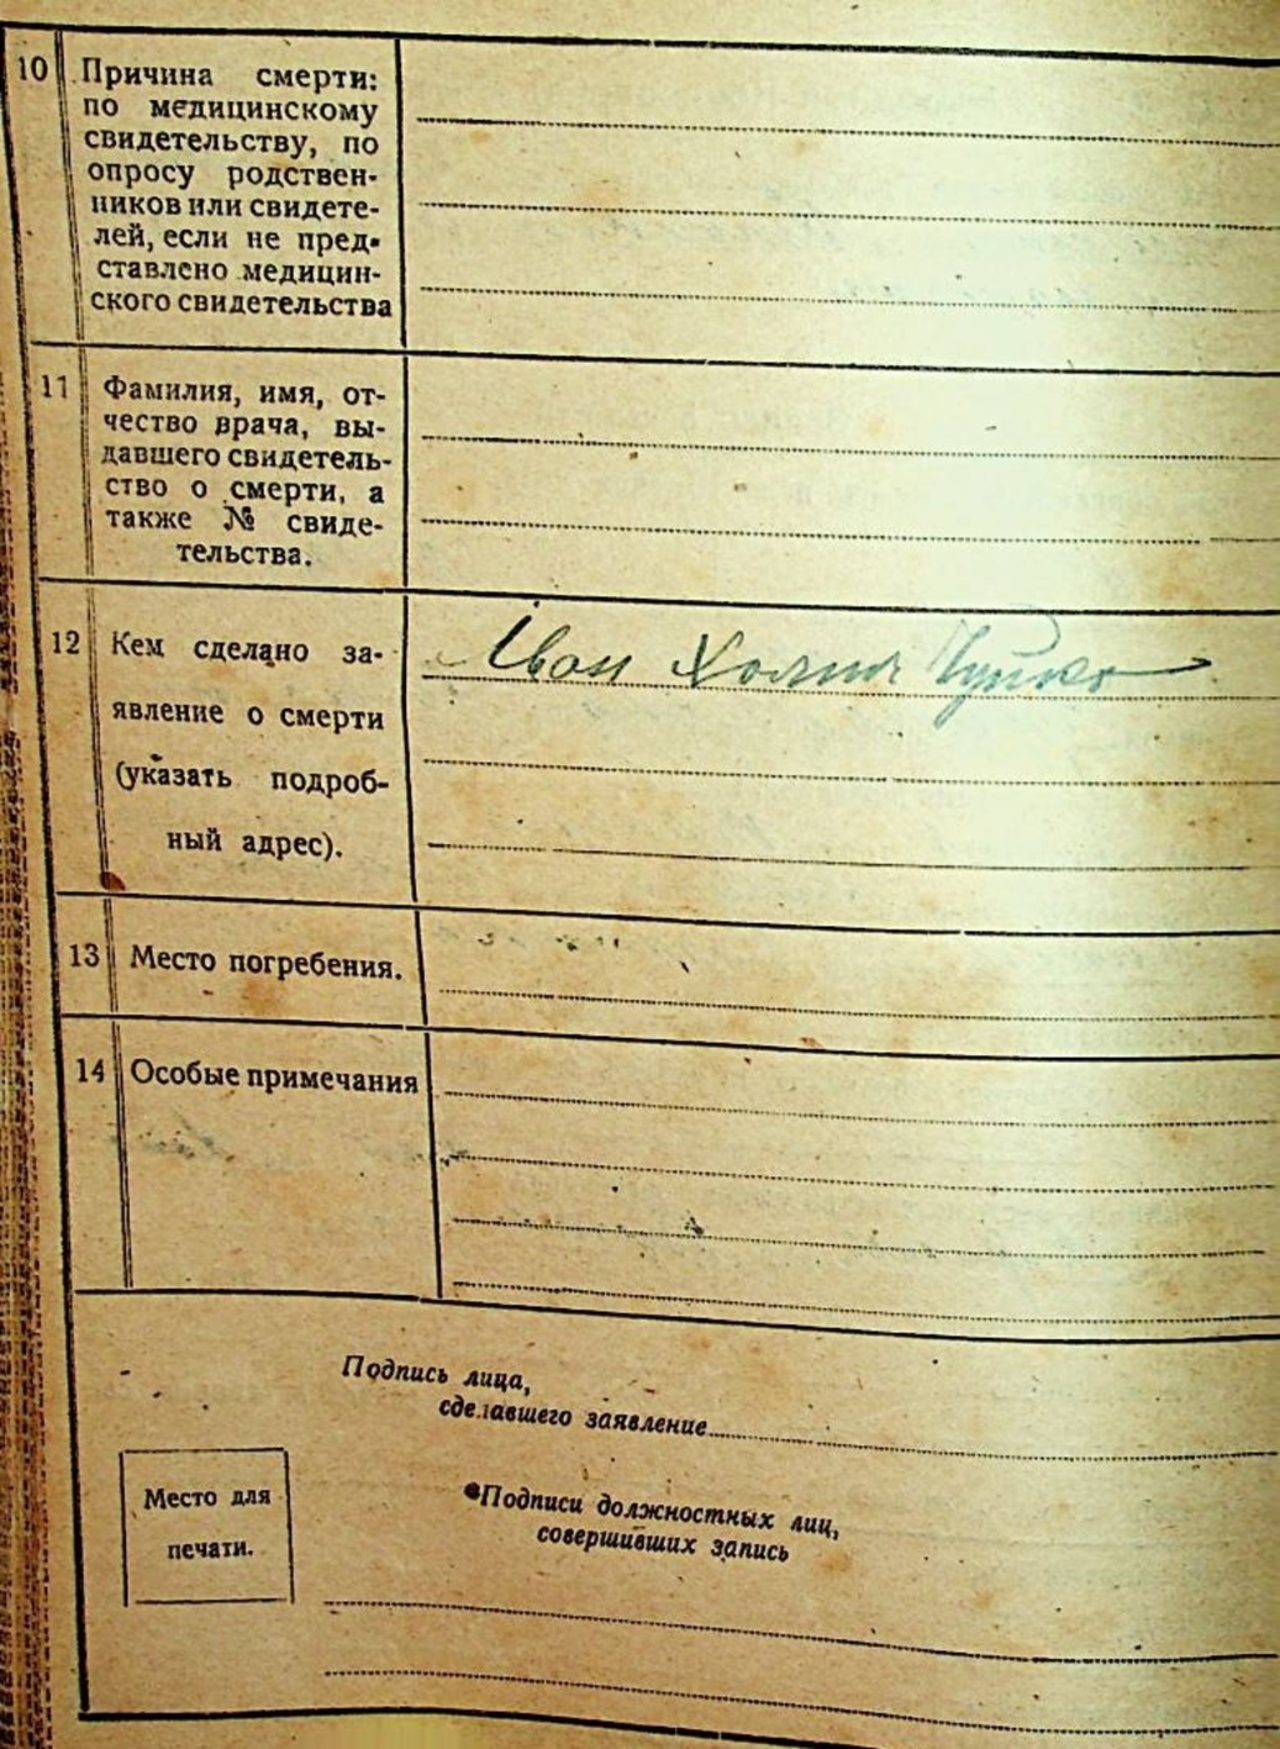 10 Причина смерти:
по медицинскому
свидетельству, по
опросу родствен-
ников или свидете-
лей, если не пред-
ставлено медицин-
ского свидетельства
11 Фамилия, имя, от-
чество врача, вы-
давшего свидетель-
ство о смерти, а
также № свиде-
тельства.
12 Кем сделано за-
явление о смерти
(указать подроб-
ный адрес).
Іван
13 Место погребения.
14 Особые примечания
Подпись лица,
сделавшего заявление
Место для
печати.
Подписи должностных лиц,
совершивших запись